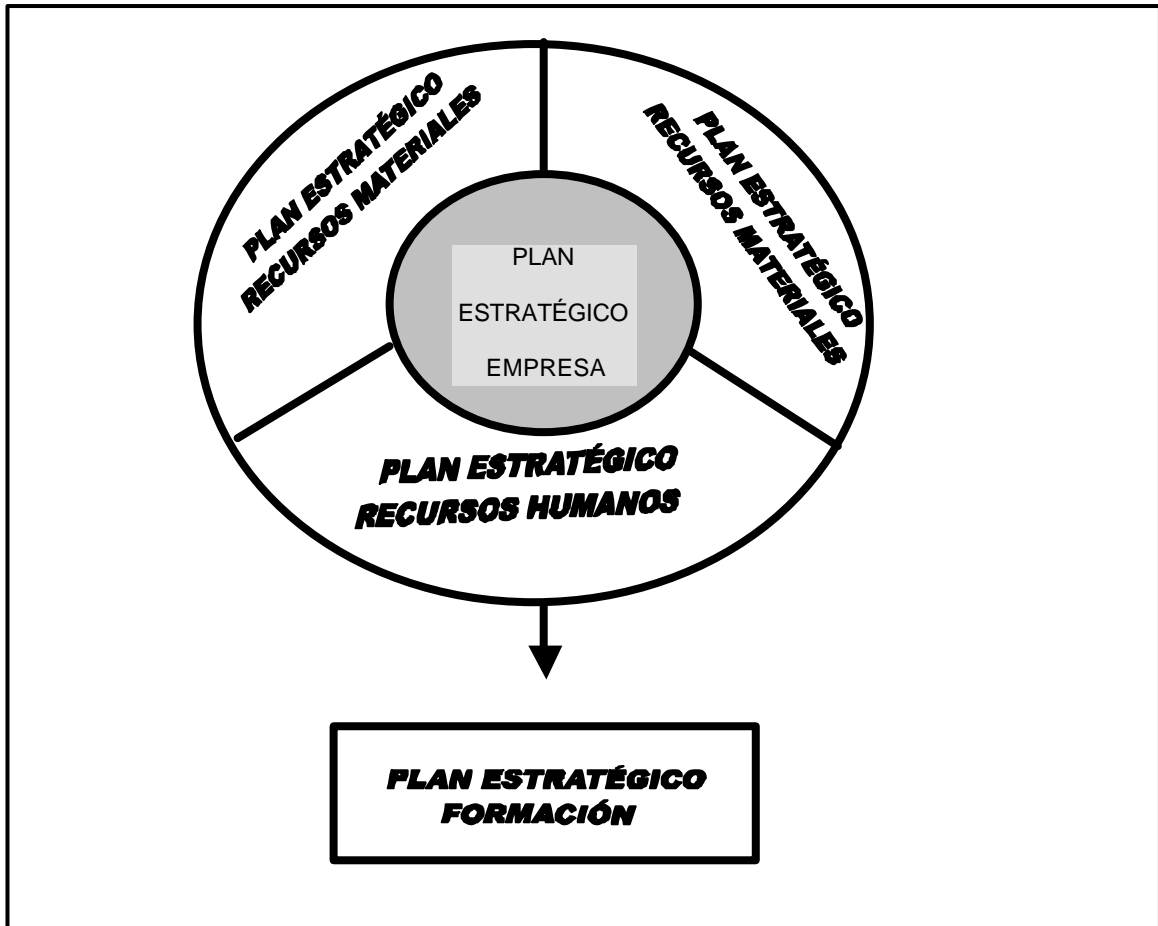 PLAN ESTRATÉGICO
RECURSOS MATERIALES
PLAN ESTRATÉGICO
RECURSOS MATERIALES
PLAN
ESTRATÉGICO
EMPRESA
PLAN ESTRATÉGICO
RECURSOS HUMANOS
PLAN ESTRATÉGICO
FORMACIÓN